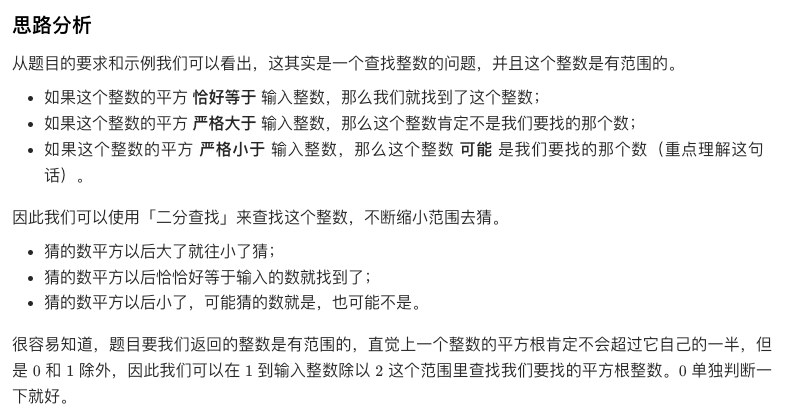 思路分析
从题目的要求和示例我们可以看出，这其实是一个查找整数的问题，并且这个整数是有范围的。
• 如果这个整数的平方 恰好等于 输入整数，那么我们就找到了这个整数；
• 如果这个整数的平方 严格大于 输入整数，那么这个整数肯定不是我们要找的那个数；
• 如果这个整数的平方 严格小于 输入整数，那么这个整数 可能 是我们要找的那个数（重点理解这句
话）。
因此我们可以使用「二分查找」来查找这个整数，不断缩小范围去猜。
• 猜的数平方以后大了就往小了猜；
• 猜的数平方以后恰恰好等于输入的数就找到了；
• 猜的数平方以后小了，可能猜的数就是，也可能不是。
很容易知道，题目要我们返回的整数是有范围的，直觉上一个整数的平方根肯定不会超过它自己的一半，但
是 0 和 1 除外，因此我们可以在 1 到输入整数除以 2 这个范围里查找我们要找的平方根整数。0 单独判断一
下就好。